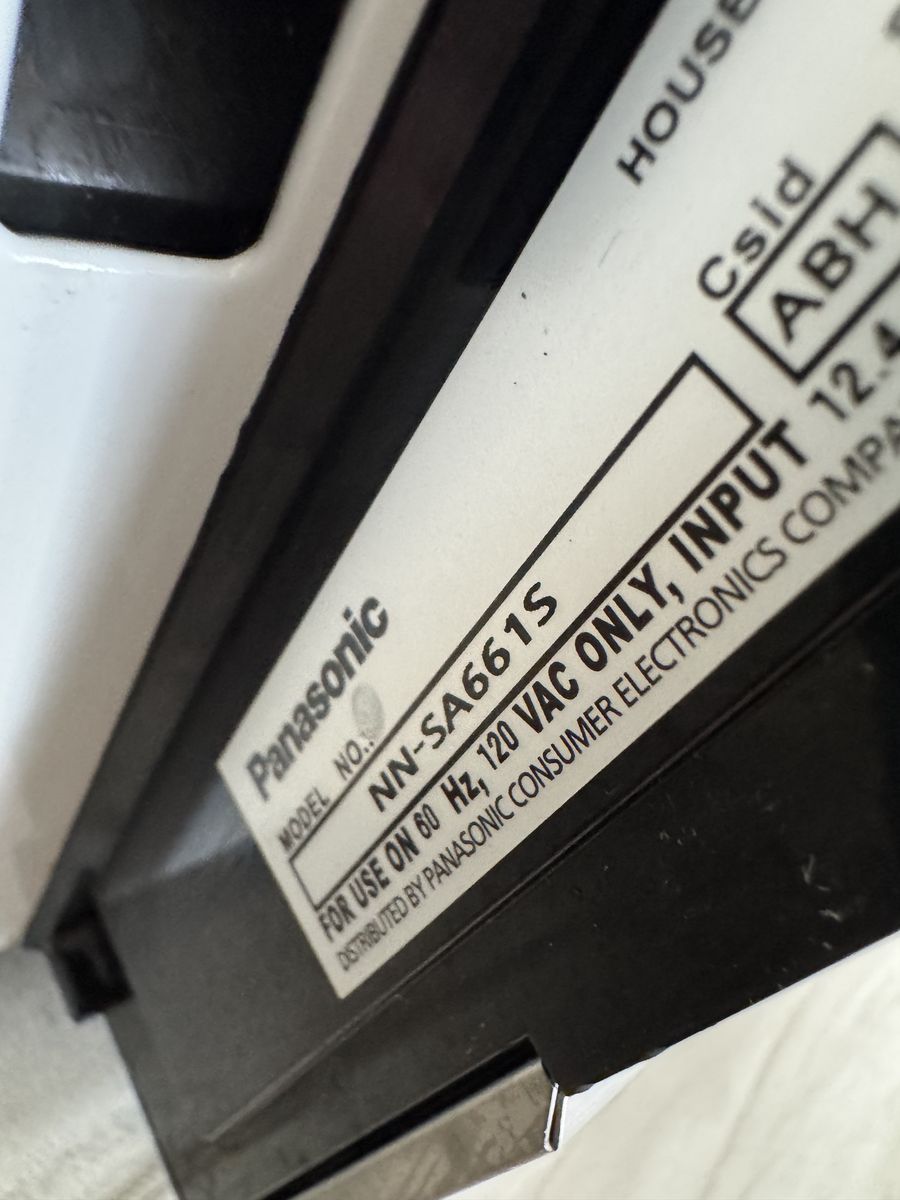 Panasonic
MODEL NO.:
NN-SA661S
FOR USE ON 60 Hz, 120 VAC ONLY, INPUT 12.4
DISTRIBUTED BY PANASONIC CONSUMER ELECTRONICS COMPA
HOUSE
Csid
ABH